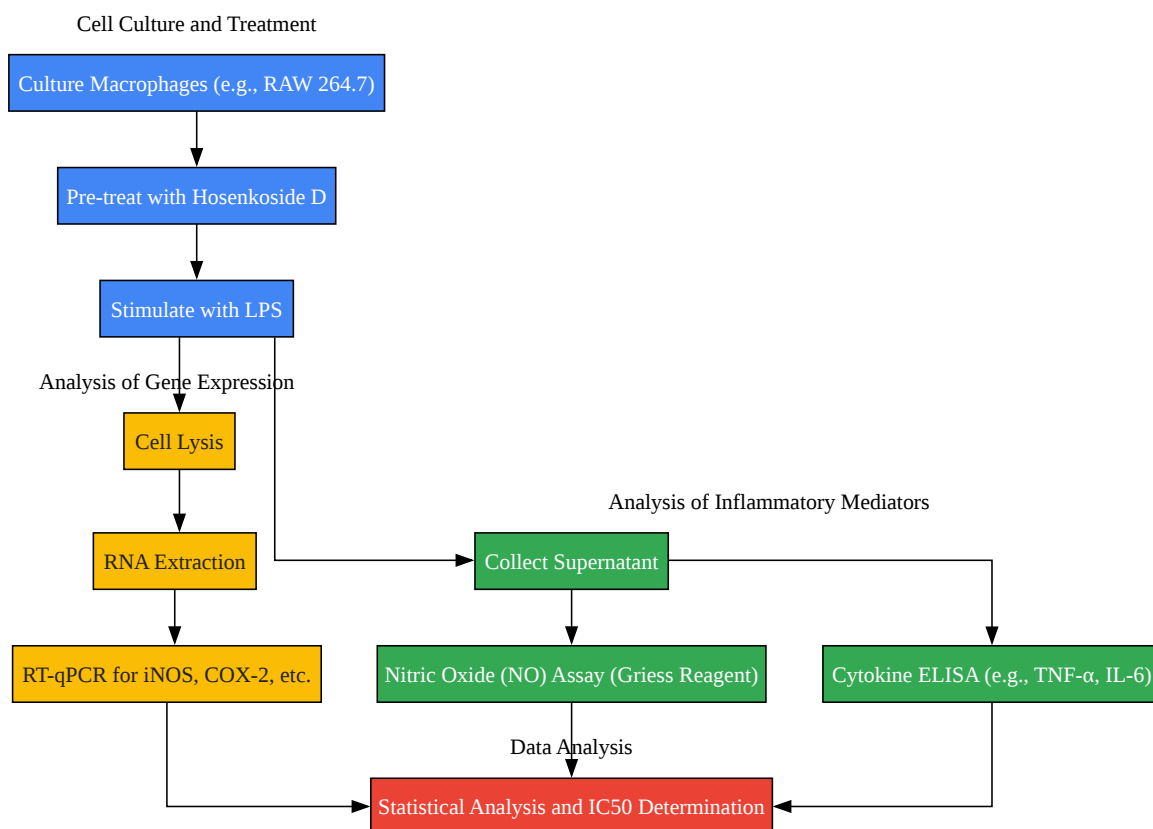 Cell Culture and Treatment
Culture Macrophages (e.g., RAW 264.7)
Pre-treat with Hosenkoside D
Stimulate with LPS
Analysis of Gene Expression
Cell Lysis
Analysis of Inflammatory Mediators
RNA Extraction
Collect Supernatant
RT-qPCR for iNOS, COX-2, etc.
Nitric Oxide (NO) Assay (Griess Reagent)
Cytokine ELISA (e.g., TNF-α, IL-6)
Data Analysis
Statistical Analysis and IC50 Determination